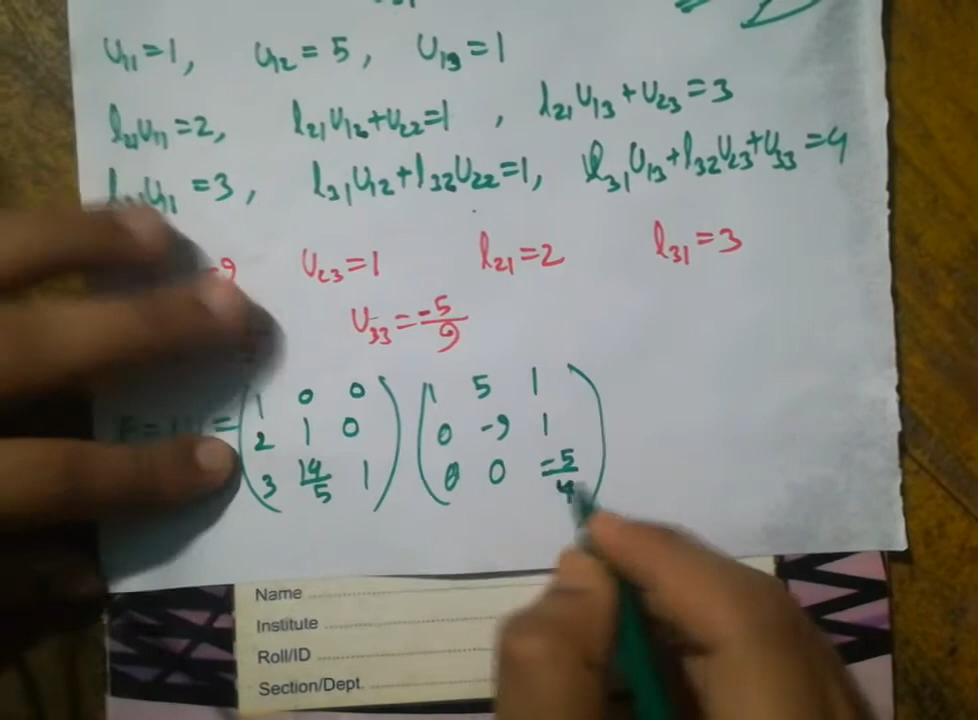 U₁₁=1, U₁₂=5, U₁₃=1
l₂₁U₁₁=2, l₂₁U₁₂+U₂₂=1, l₂₁U₁₃+U₂₃=3
U₁₁=3, l₃₁U₁₂+l₃₂U₂₂=1, l₃₁U₁₃+l₃₂U₂₃+U₃₃=4
-9 U₂₃=1 l₂₁=2 l₃₁=3
U₃₃=-5/9
1 0 0 1 5 1
= 2 1 0 0 -9 1
3 14/5 1 0 0 -5/4
Name
Institute
Roll/ID
Section/Dept.